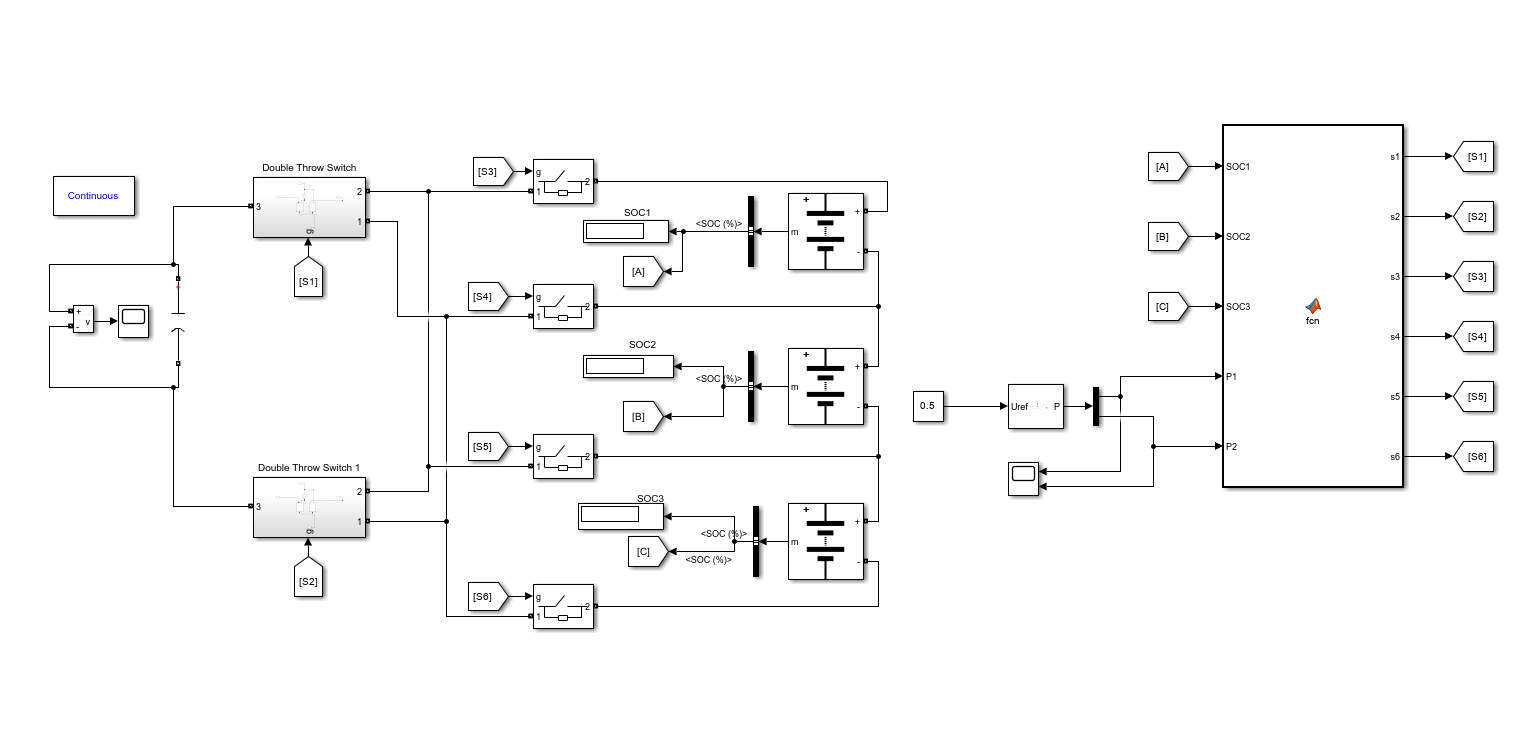 Continuous
+
-
v
Double Throw Switch
3
2
1
g
[S1]
Double Throw Switch 1
3
2
1
g
[S2]
[S3]
g
1
2
SOC1
<SOC (%)>
[A]
+
m
+
-
[S4]
g
1
2
SOC2
<SOC (%)>
[B]
+
m
+
-
[S5]
g
1
2
SOC3
<SOC (%)>
[C]
<SOC (%)>
+
m
+
-
[S6]
g
1
2
0.5
Uref
P
[A]
[B]
[C]
SOC1
SOC2
SOC3
P1
P2
fcn
s1
s2
s3
s4
s5
s6
[S1]
[S2]
[S3]
[S4]
[S5]
[S6]